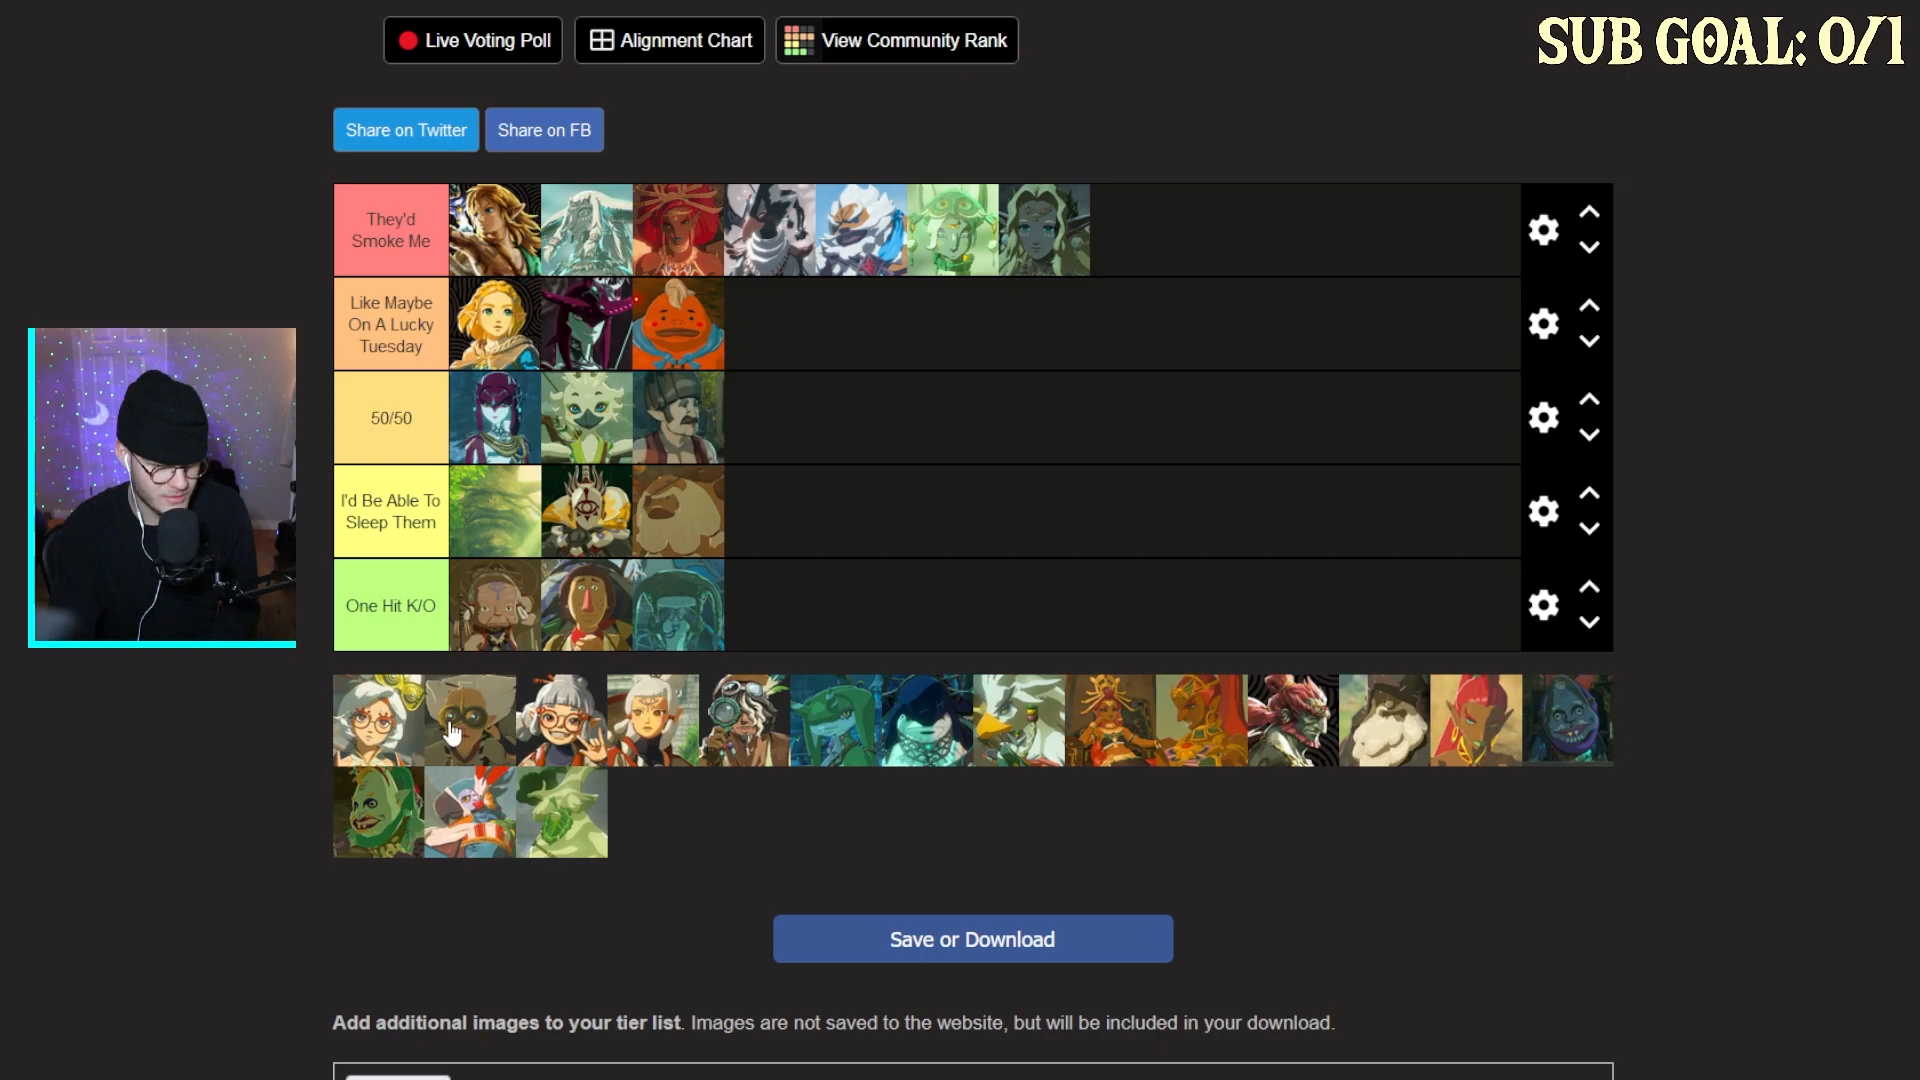 Live Voting Poll
Alignment Chart
View Community Rank
SUB GOAL: 0/1
Share on Twitter
Share on FB
They'd
Smoke Me
Like Maybe
On A Lucky
Tuesday
50/50
I'd Be Able To
Sleep Them
One Hit K/O
Save or Download
Add additional images to your tier list. Images are not saved to the website, but will be included in your download.